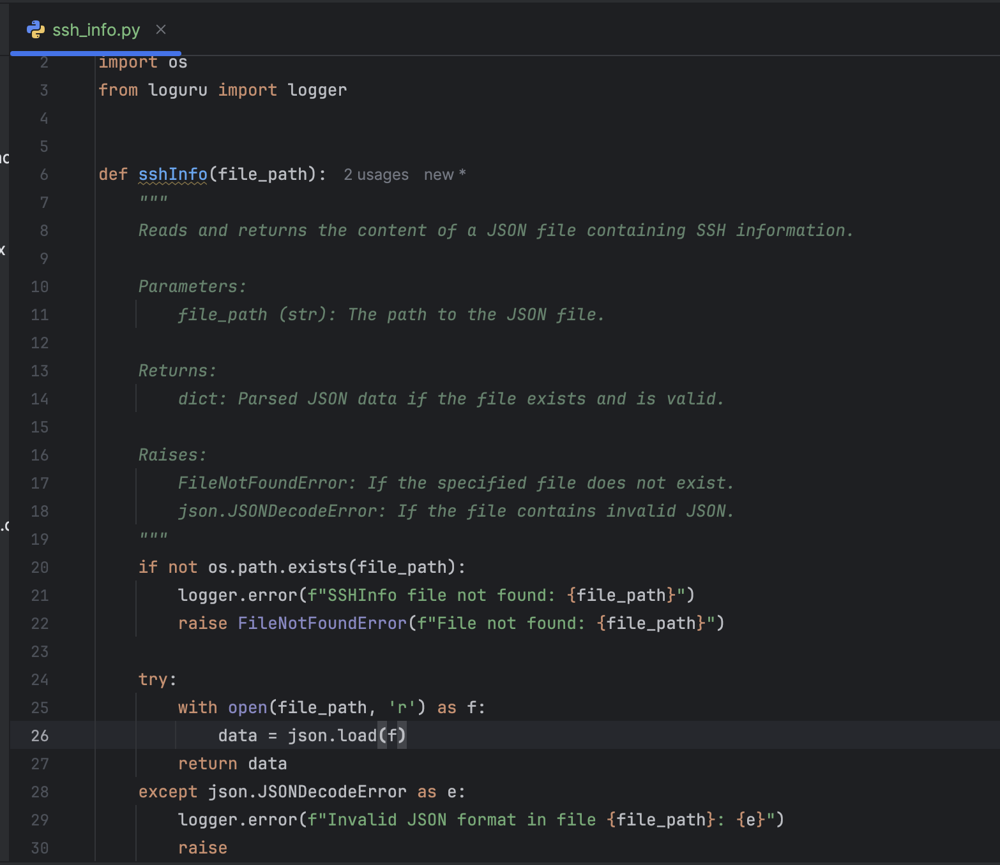 ssh_info.py
2 import os
3 from loguru import logger
4
5
6 def sshInfo(file_path): 2 usages new *
7 """
8 Reads and returns the content of a JSON file containing SSH information.
9
10 Parameters:
11 file_path (str): The path to the JSON file.
12
13 Returns:
14 dict: Parsed JSON data if the file exists and is valid.
15
16 Raises:
17 FileNotFoundError: If the specified file does not exist.
18 json.JSONDecodeError: If the file contains invalid JSON.
19 """
20 if not os.path.exists(file_path):
21 logger.error(f"SSHInfo file not found: {file_path}")
22 raise FileNotFoundError(f"File not found: {file_path}")
23
24 try:
25 with open(file_path, 'r') as f:
26 data = json.load(f)
27 return data
28 except json.JSONDecodeError as e:
29 logger.error(f"Invalid JSON format in file {file_path}: {e}")
30 raise